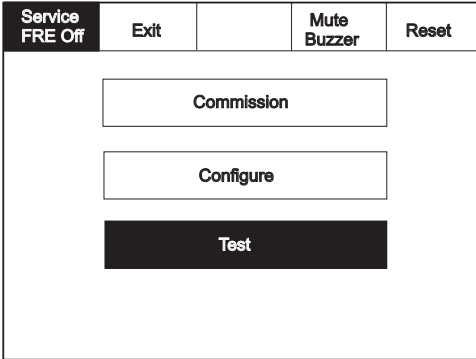 Service
FRE Off
Exit
Mute
Buzzer
Reset
Commission
Configure
Test